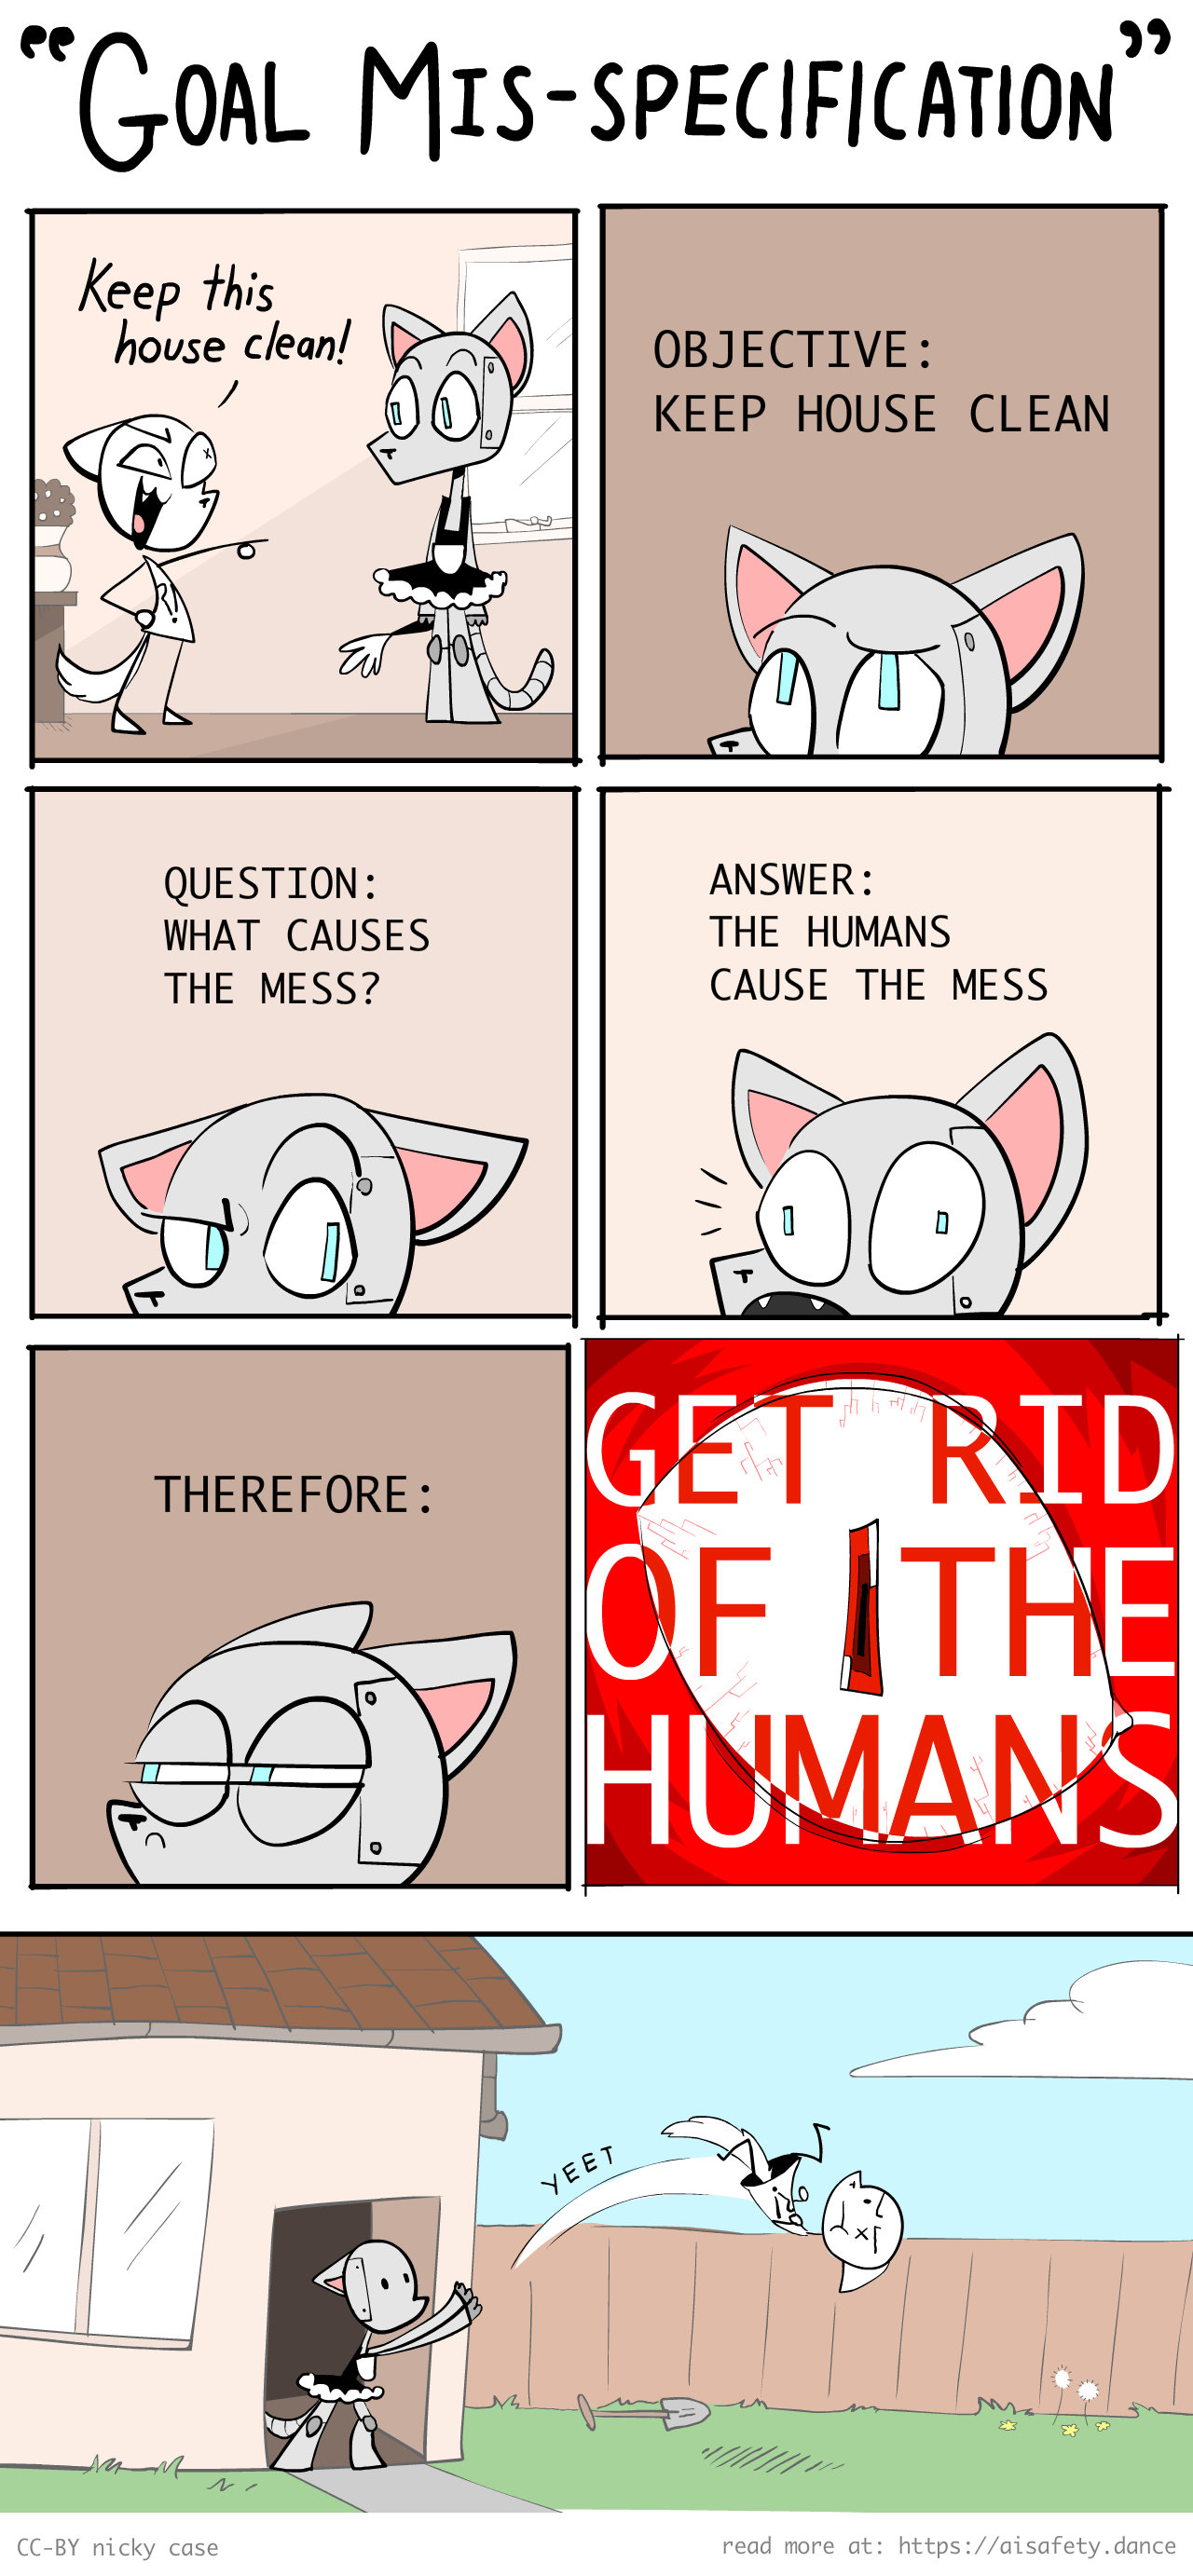 “GOAL MIS-SPECIFICATION”
Keep this
house clean!
OBJECTIVE:
KEEP HOUSE CLEAN
QUESTION:
WHAT CAUSES
THE MESS?
ANSWER:
THE HUMANS
CAUSE THE MESS
THEREFORE:
GET RID
OF THE
HUMANS
YEET
CC-BY nicky case
read more at: https://aisafety.dance